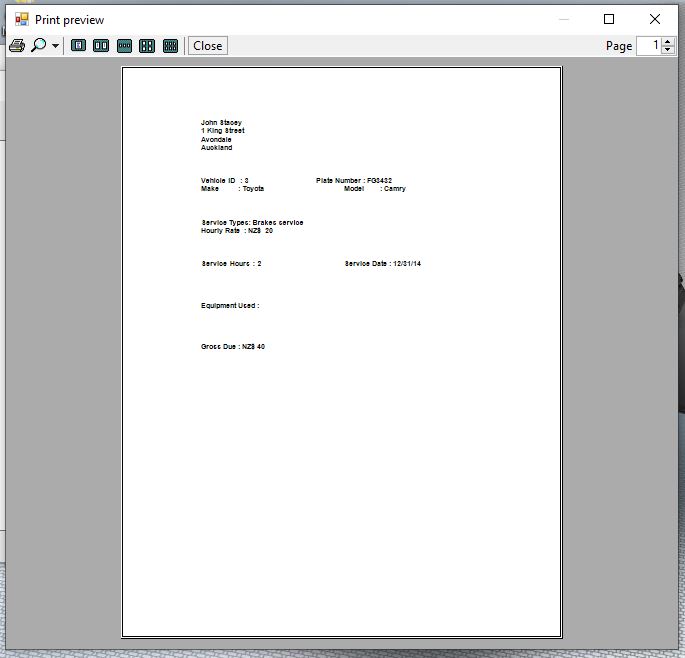 Print preview
Close
Page 1
John Stacey
1 King Street
Avondale
Auckland
Vehicle ID : 3 Plate Number : FG3432
Make : Toyota Model : Camry
Service Types: Brakes service
Hourly Rate : NZ$ 20
Service Hours : 2 Service Date : 12/31/14
Equipment Used :
Gross Due : NZ$ 40